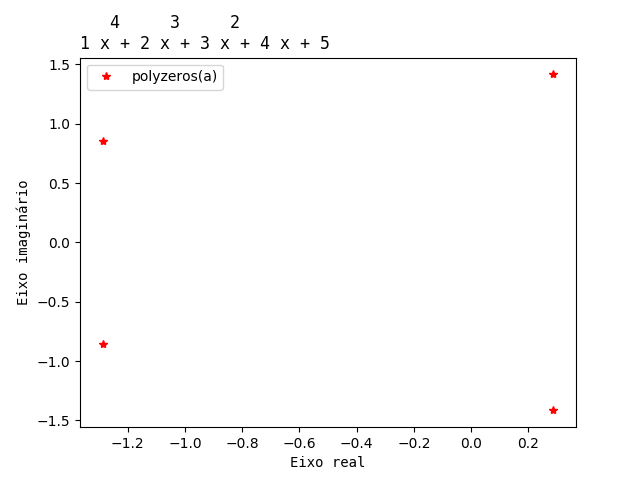 4 3 2
1 x + 2 x + 3 x + 4 x + 5
polyzeros(a)
1.5
1.0
0.5
0.0
−0.5
−1.0
−1.5
Eixo imaginário
−1.2 −1.0 −0.8 −0.6 −0.4 −0.2 0.0 0.2
Eixo real